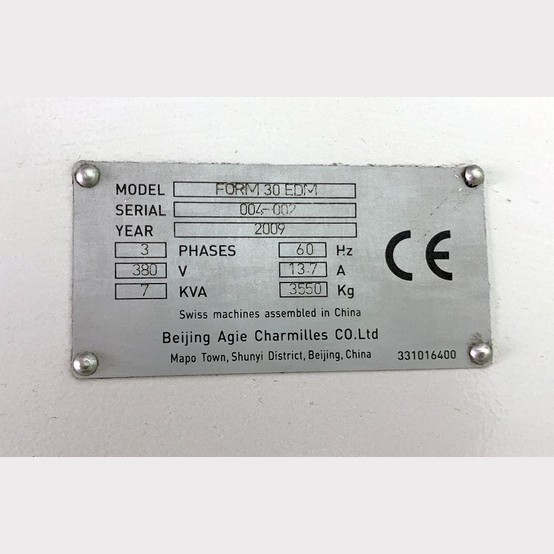 MODEL FORM 30 EDM
SERIAL 004-002
YEAR 2009
3 PHASES 60 Hz
380 V 13.7 A
7 KVA 3550 Kg
CE
Swiss machines assembled in China
Beijing Agie Charmilles CO.Ltd
Mapo Town, Shunyi District, Beijing, China 331016400